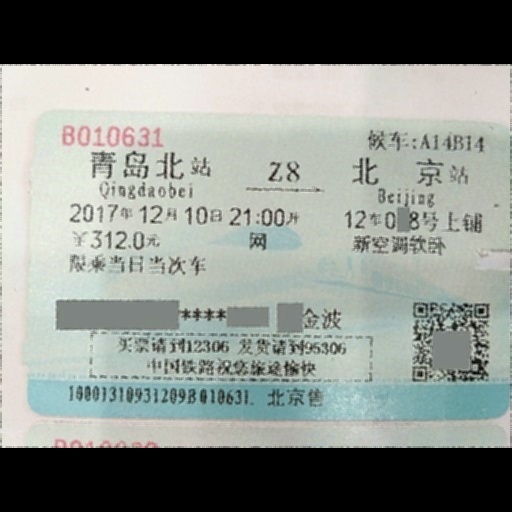 B010631 候车:A14B14
青岛北站 Z8 北京站
Qingdaobei Beijing
2017年12月10日21:00开 12车0 8号上铺
￥312.0元 网 新空调软卧
限乘当日当次车
**** 金波
买票请到12306 发货请到95306
中国铁路祝您旅途愉快
10001310931209B010631 北京售